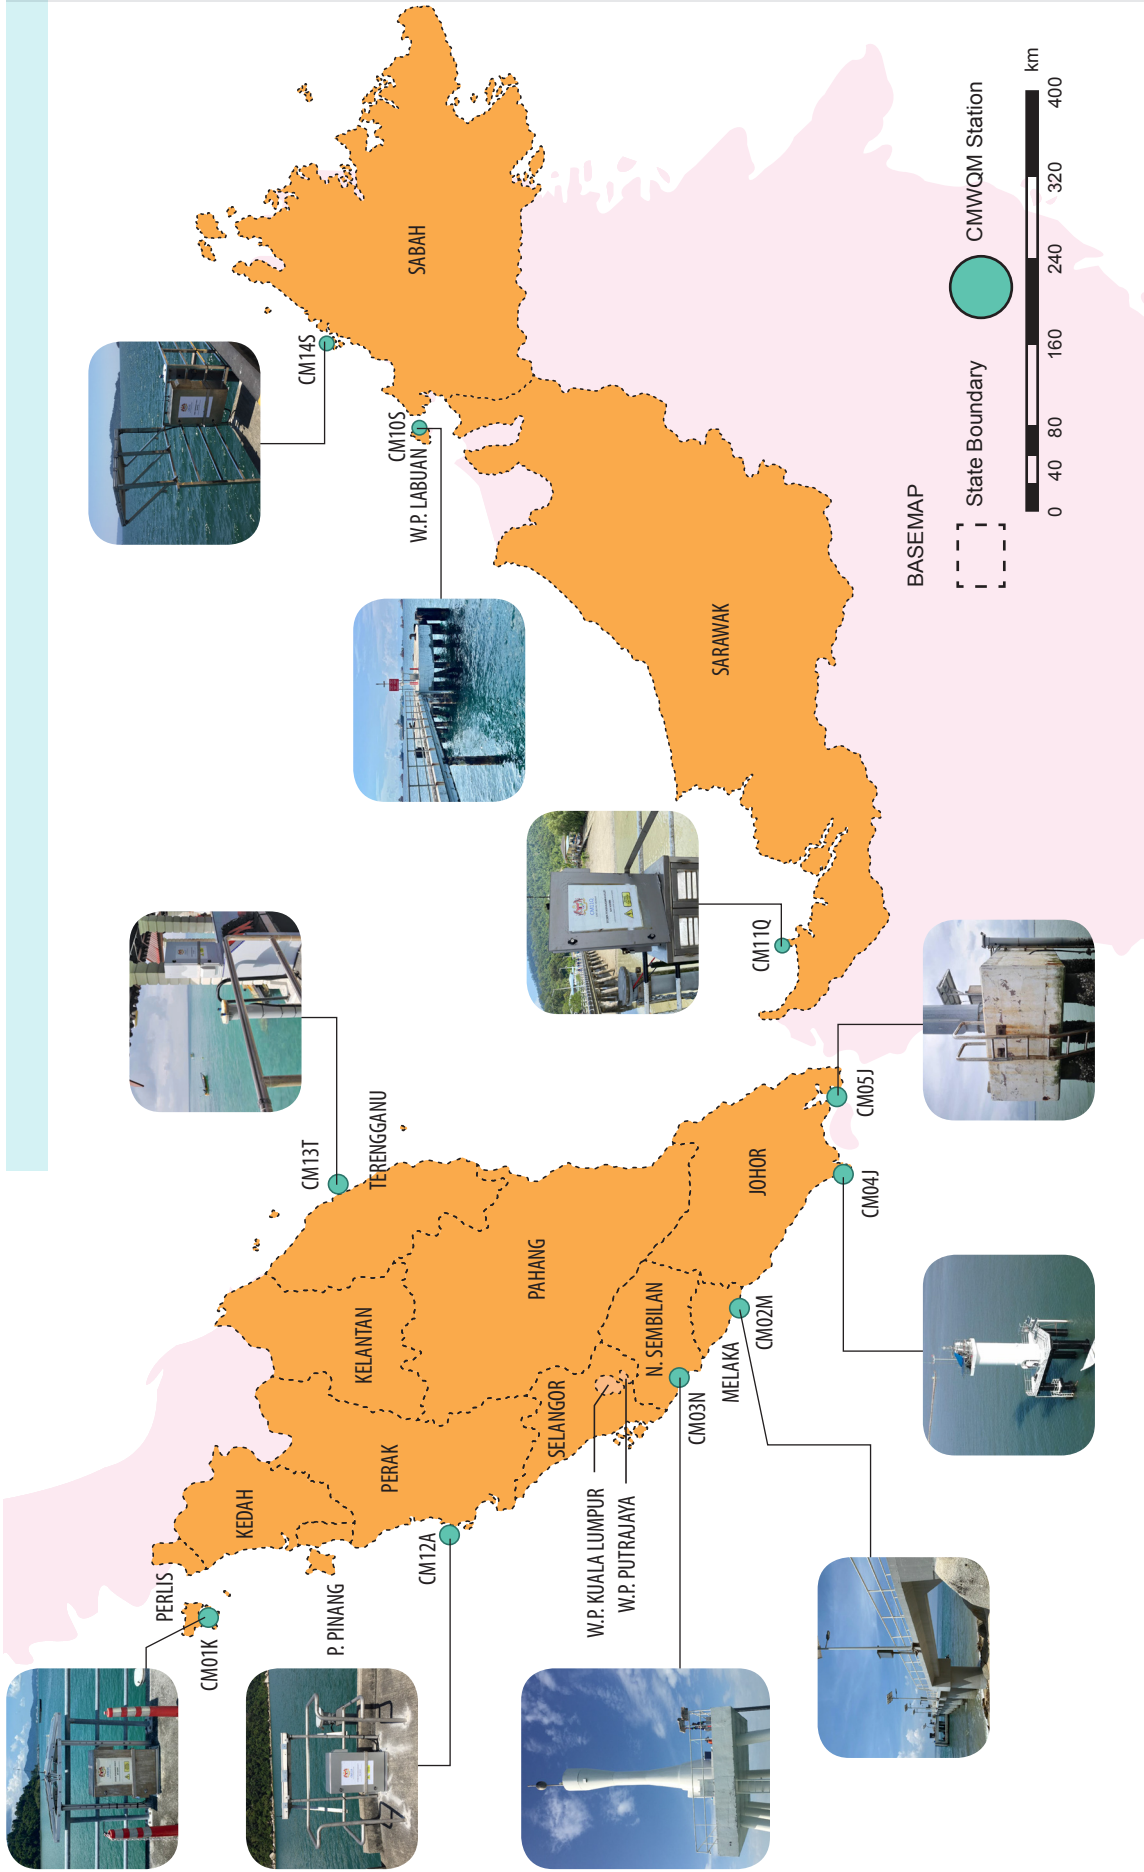 PERLIS
CM01K
KEDAH
P. PINANG
PERAK
CM12A
KELANTAN
TERENGGANU
CM13T
PAHANG
SELANGOR
W.P. KUALA LUMPUR
W.P. PUTRAJAYA
N. SEMBILAN
CM03N
MELAKA
CM02M
JOHOR
CM04J
CM05J
CM11Q
SARAWAK
W.P. LABUAN
CM10S
CM14S
SABAH
BASEMAP
State Boundary
CMWQM Station
km
0 40 80 160 240 320 400